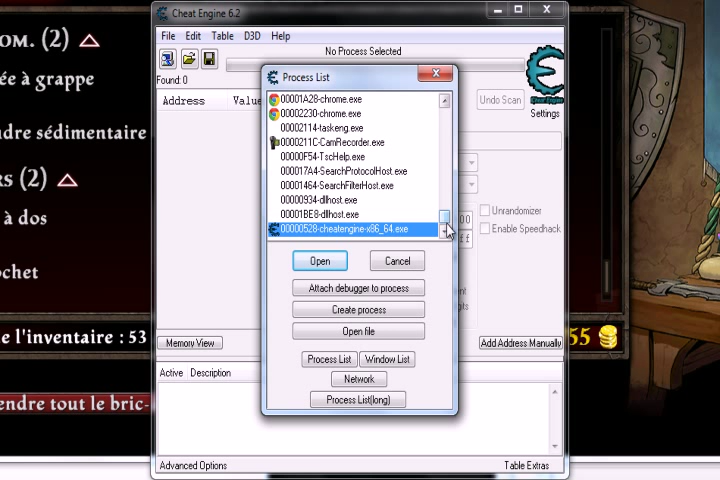 Cheat Engine 6.2
File Edit Table D3D Help
No Process Selected
Found: 0
Address Value
Undo Scan
Cheat Engine
Settings
Unrandomizer
Enable Speedhack
Memory View
Add Address Manually
Active Description
Advanced Options
Table Extras
Process List
00001A28-chrome.exe
00002230-chrome.exe
00002114-taskeng.exe
0000211C-CamRecorder.exe
00000F54-TscHelp.exe
000017A4-SearchProtocolHost.exe
00001464-SearchFilterHost.exe
00000934-dllhost.exe
00001BE8-dllhost.exe
00000528-cheatengine-x86_64.exe
Open
Cancel
Attach debugger to process
Create process
Open file
Process List
Window List
Network
Process List(long)
om. (2)
ée à grappe
ndre sédimentaire
rs (2)
à dos
ochet
e l'inventaire : 53
55
endre tout le bric-